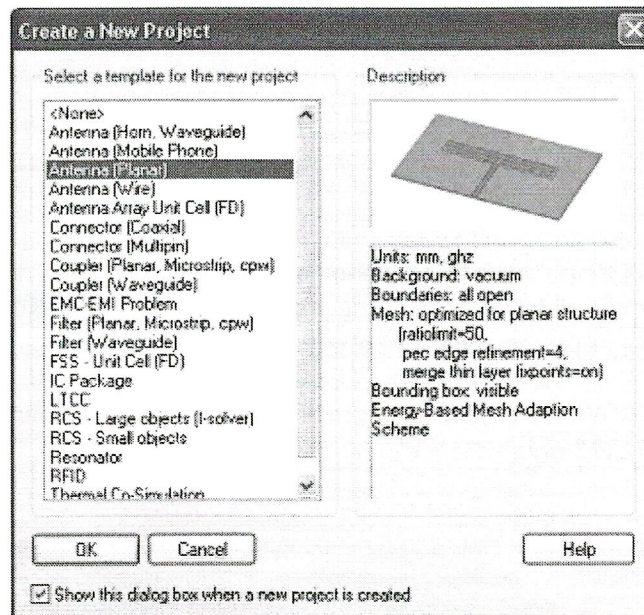 Create a New Project
Select a template for the new project
<None>
Antenna (Horn, Waveguide)
Antenna (Mobile Phone)
Antenna (Planar)
Antenna (Wire)
Antenna Array Unit Cell (FD)
Connector (Coaxial)
Connector (Multipin)
Coupler (Planar, Microstrip, cpw)
Coupler (Waveguide)
EMC-EMI Problem
Filter (Planar, Microstrip, cpw)
Filter (Waveguide)
FSS - Unit Cell (FD)
IC Package
LTCC
RCS - Large objects (I-solver)
RCS - Small objects
Resonator
RFID
Thermal Co-Simulation
Description
Units: mm, ghz
Background: vacuum
Boundaries: all open
Mesh: optimized for planar structure
(ratiolimit=50,
pec edge refinement=4,
merge thin layer fixpoints=on)
Bounding box: visible
Energy-Based Mesh Adaption
Scheme
OK
Cancel
Help
Show this dialog box when a new project is created